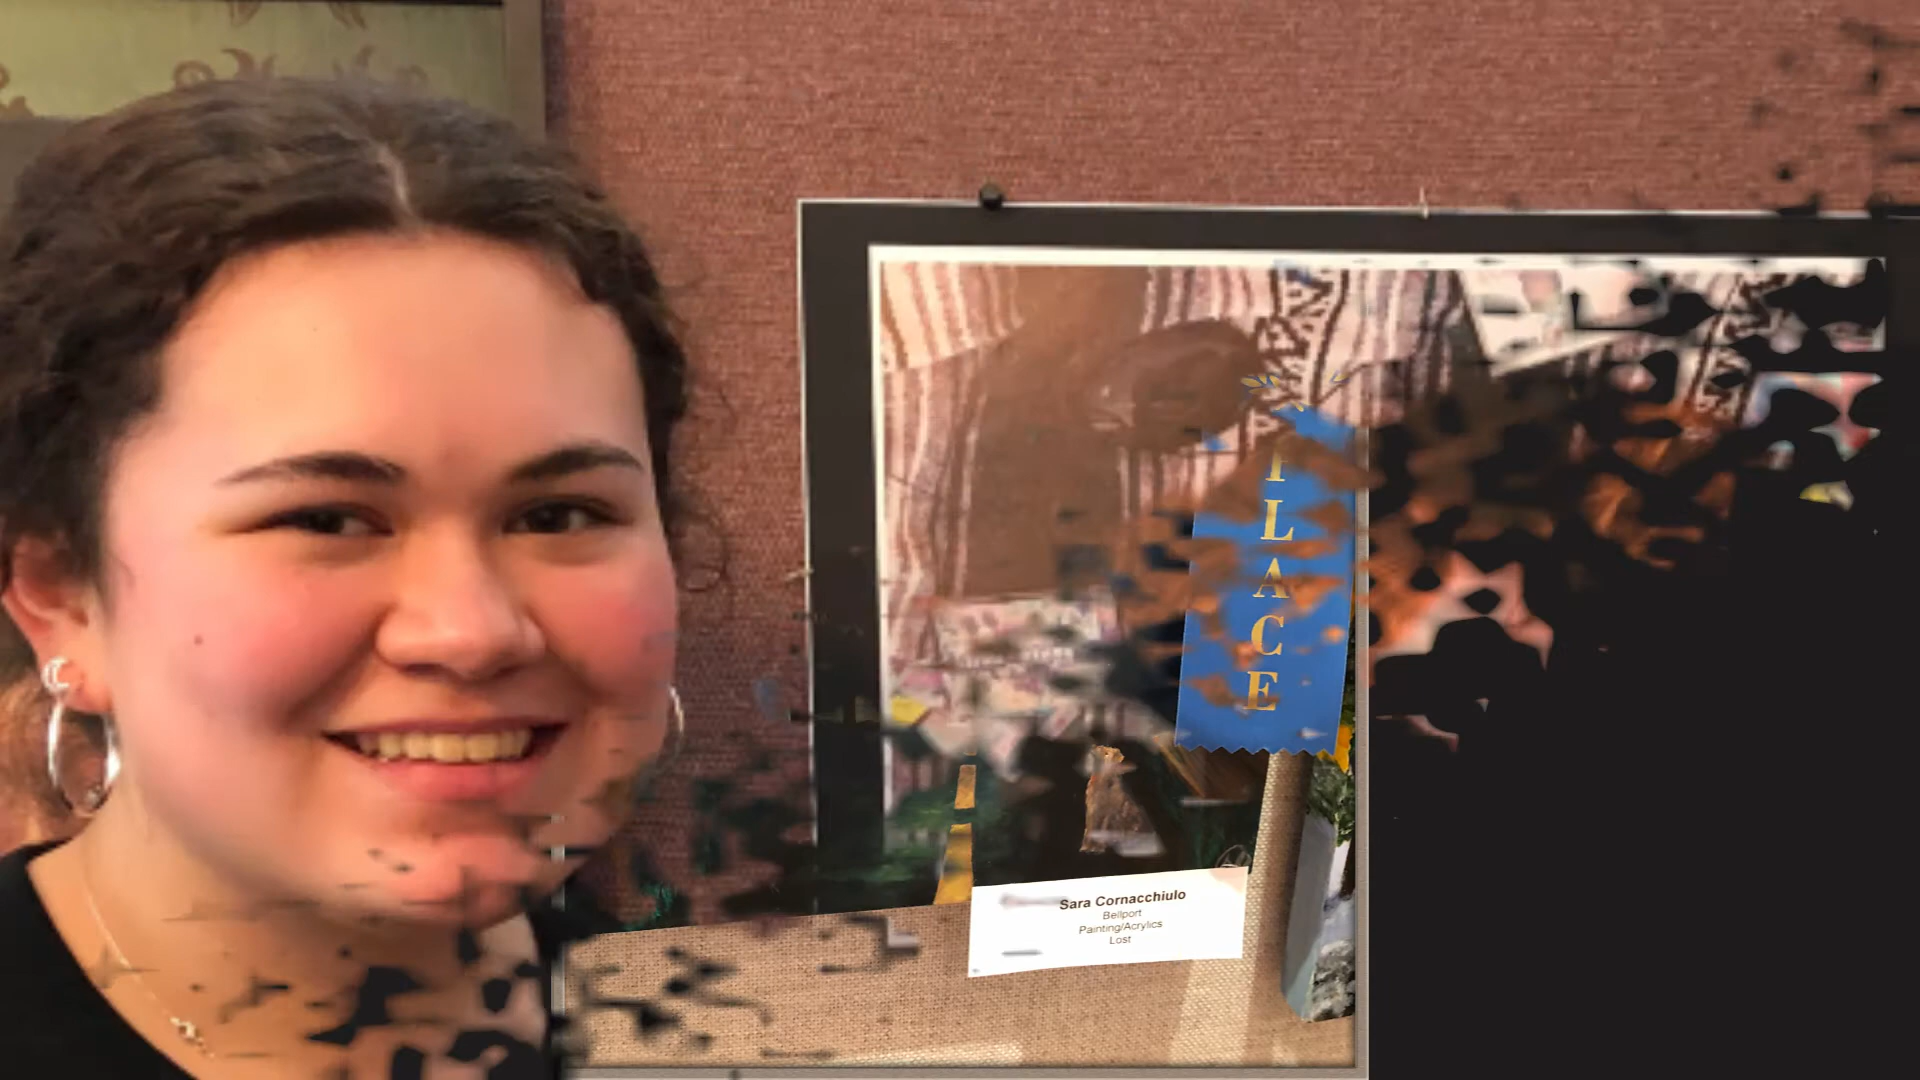 PLACE
Sara Cornacchiulo
Bellport
Painting/Acrylics
Lost